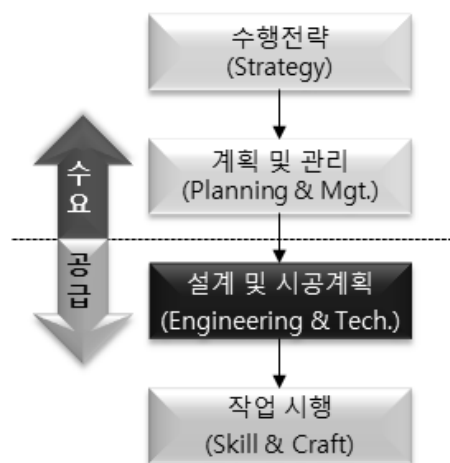 수행전략
(Strategy)
계획 및 관리
(Planning & Mgt.)
수요
공급
설계 및 시공계획
(Engineering & Tech.)
작업 시행
(Skill & Craft)